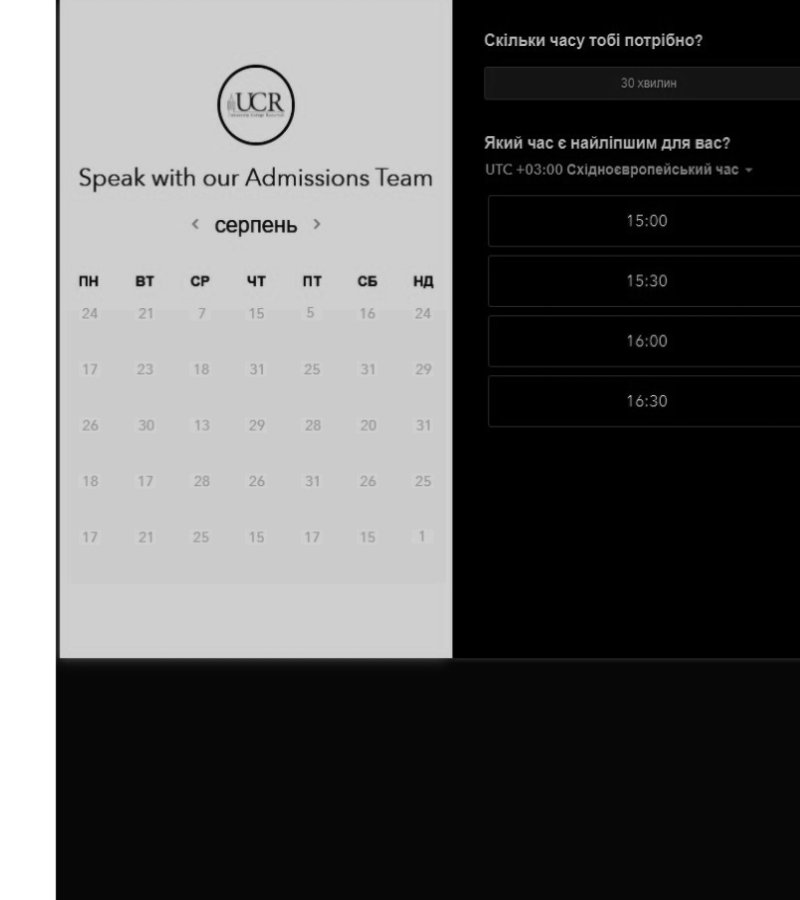 UCR
Speak with our Admissions Team
< серпень >
ПН ВТ СР ЧТ ПТ СБ НД
24 21 7 15 5 16 24
17 23 18 31 25 31 29
26 30 13 29 28 20 31
18 17 28 26 31 26 25
17 21 25 15 17 15 1
Скільки часу тобі потрібно?
30 хвилин
Який час є найліпшим для вас?
UTC +03:00 Східноєвропейський час
15:00
15:30
16:00
16:30